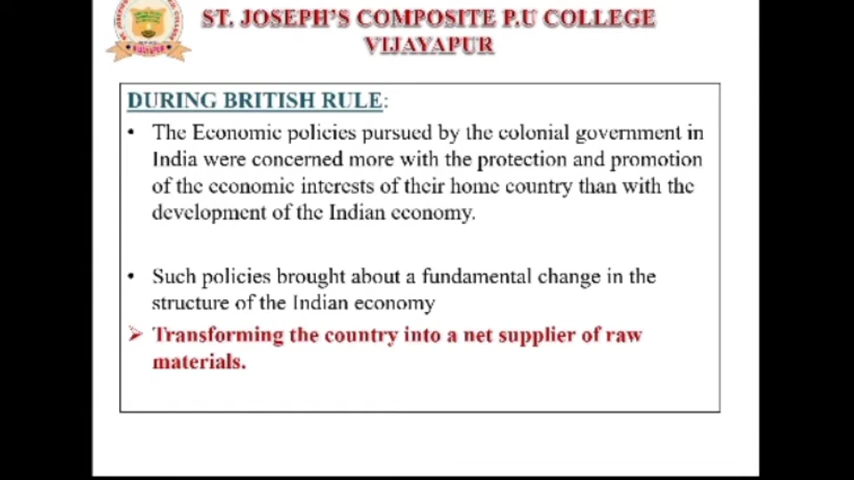 ST. JOSEPH'S COMPOSITE P.U COLLEGE
VIJAYAPUR
DURING BRITISH RULE:
• The Economic policies pursued by the colonial government in
India were concerned more with the protection and promotion
of the economic interests of their home country than with the
development of the Indian economy.
• Such policies brought about a fundamental change in the
structure of the Indian economy
➢ Transforming the country into a net supplier of raw
materials.